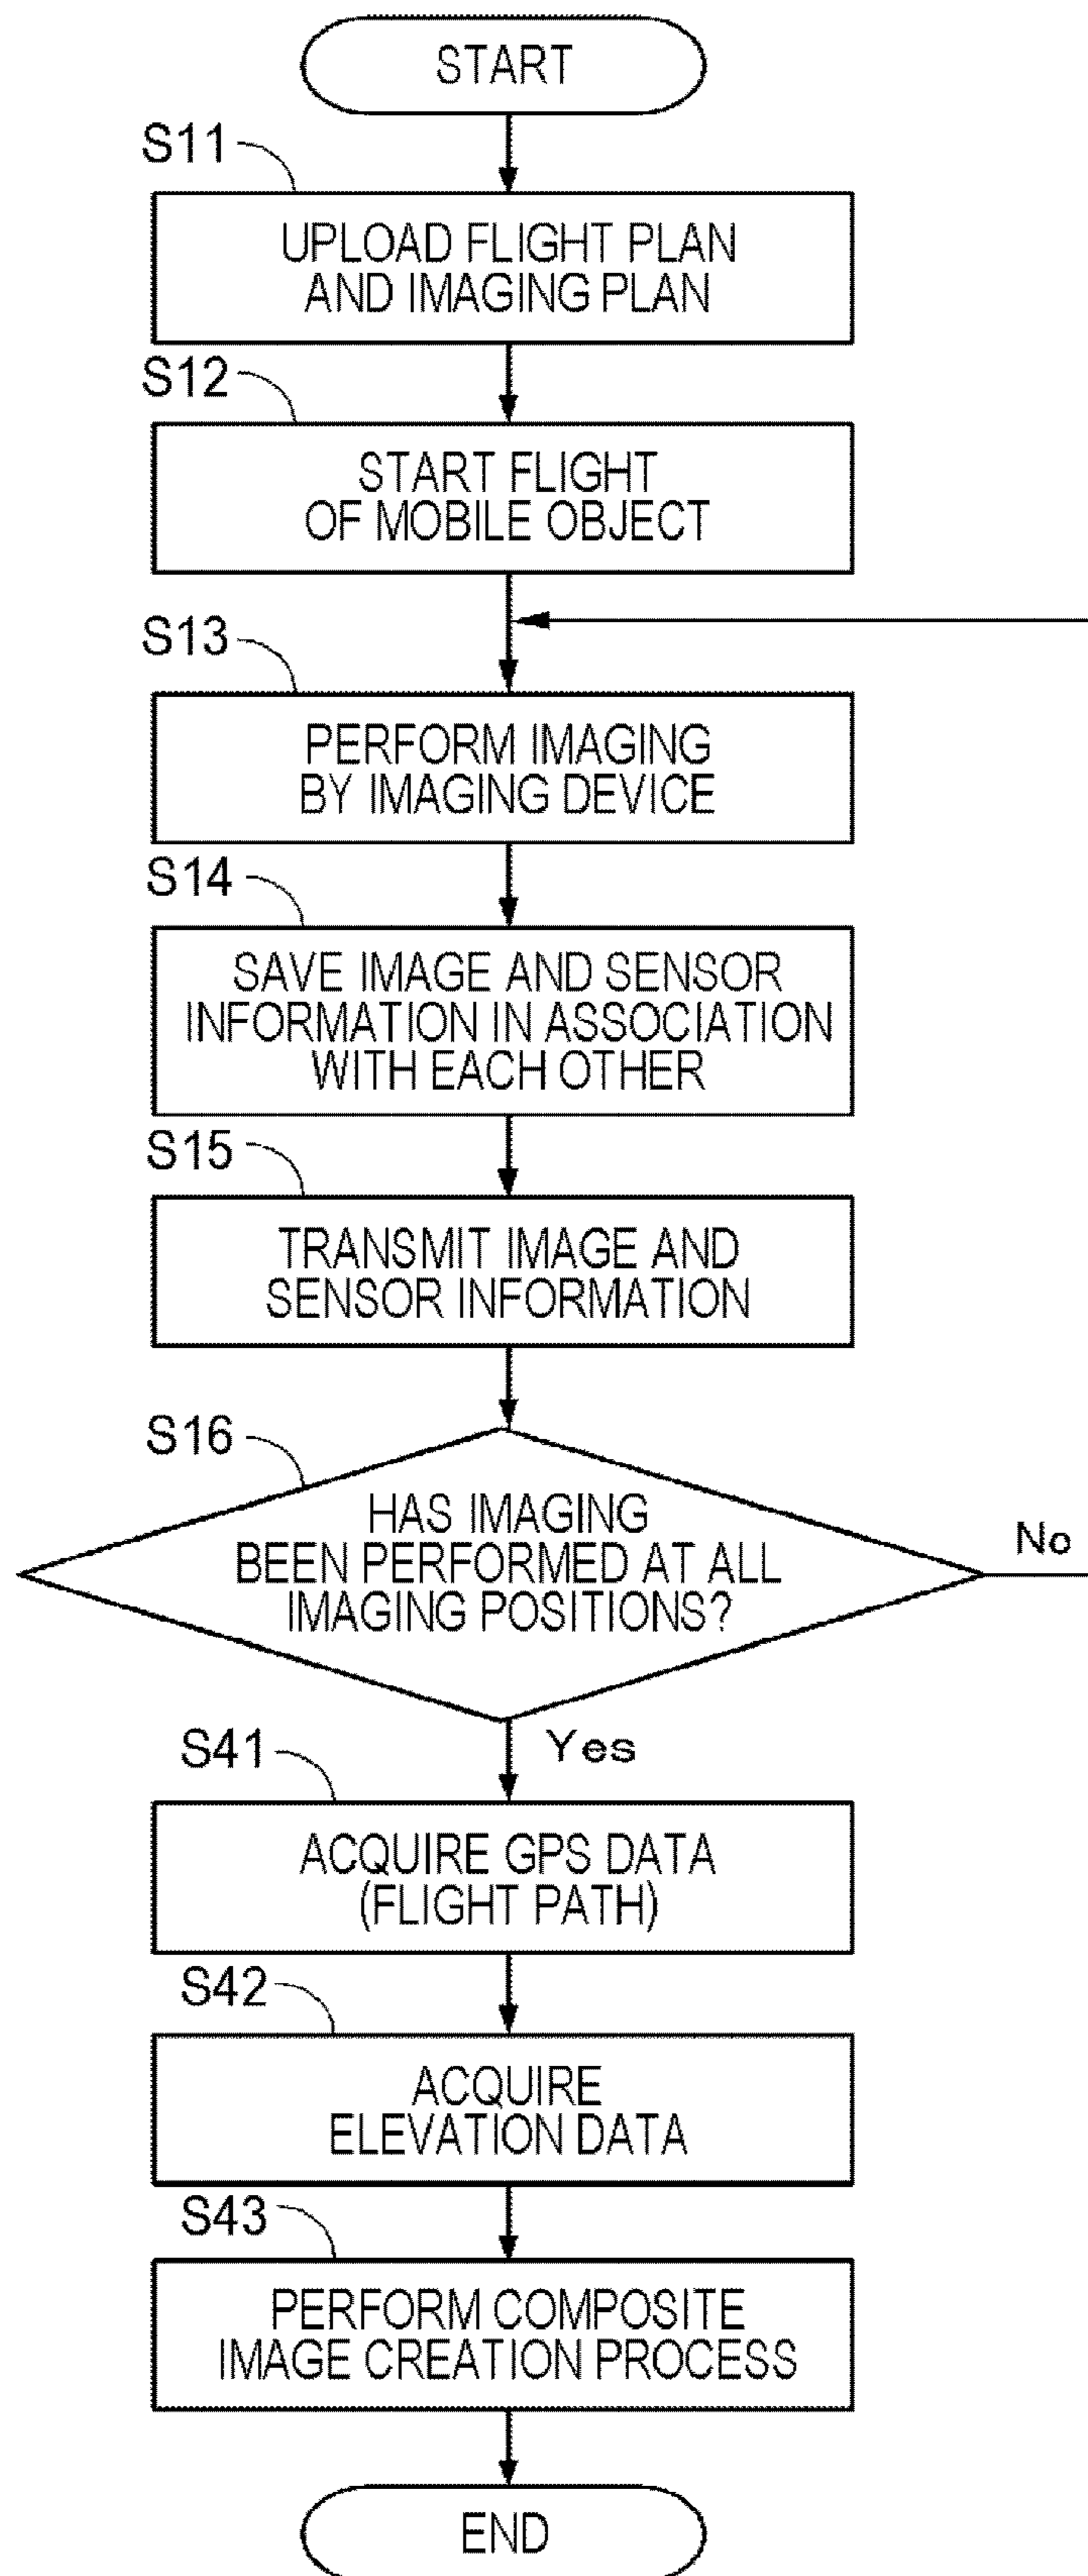 START
S11
UPLOAD FLIGHT PLAN
AND IMAGING PLAN
S12
START FLIGHT
OF MOBILE OBJECT
S13
PERFORM IMAGING
BY IMAGING DEVICE
S14
SAVE IMAGE AND SENSOR
INFORMATION IN ASSOCIATION
WITH EACH OTHER
S15
TRANSMIT IMAGE AND
SENSOR INFORMATION
S16
HAS IMAGING
BEEN PERFORMED AT ALL
IMAGING POSITIONS?
No
Yes
S41
ACQUIRE GPS DATA
(FLIGHT PATH)
S42
ACQUIRE
ELEVATION DATA
S43
PERFORM COMPOSITE
IMAGE CREATION PROCESS
END